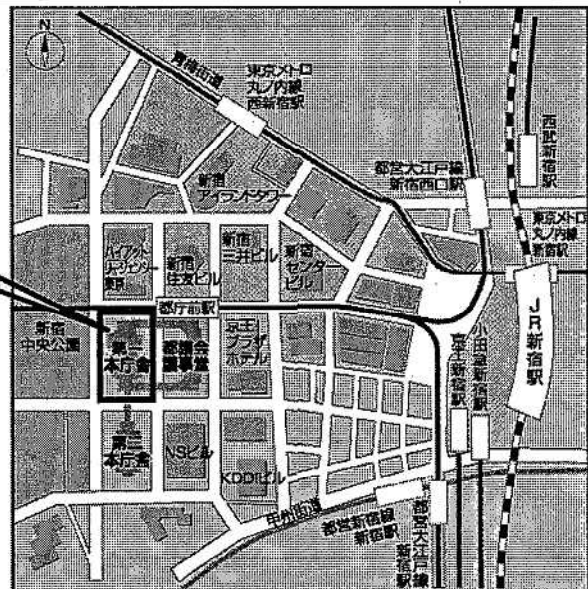 N
青梅街道
東京メトロ
丸ノ内線
西新宿駅
西武新宿駅
都営大江戸線
新宿西口駅
新宿
アイランドタワー
東京メトロ
丸ノ内線
新宿駅
ハイアット
リージェンシー
東京
新宿
住友ビル
新宿
三井ビル
新宿
センター
ビル
都庁前駅
JR新宿駅
新宿
中央公園
第一
本庁舎
都議会
議事堂
京王
プラザ
ホテル
京王新宿駅
小田急新宿駅
第二
本庁舎
NSビル
KDDIビル
甲州街道
都営新宿線
新宿駅
都営大江戸線
新宿駅